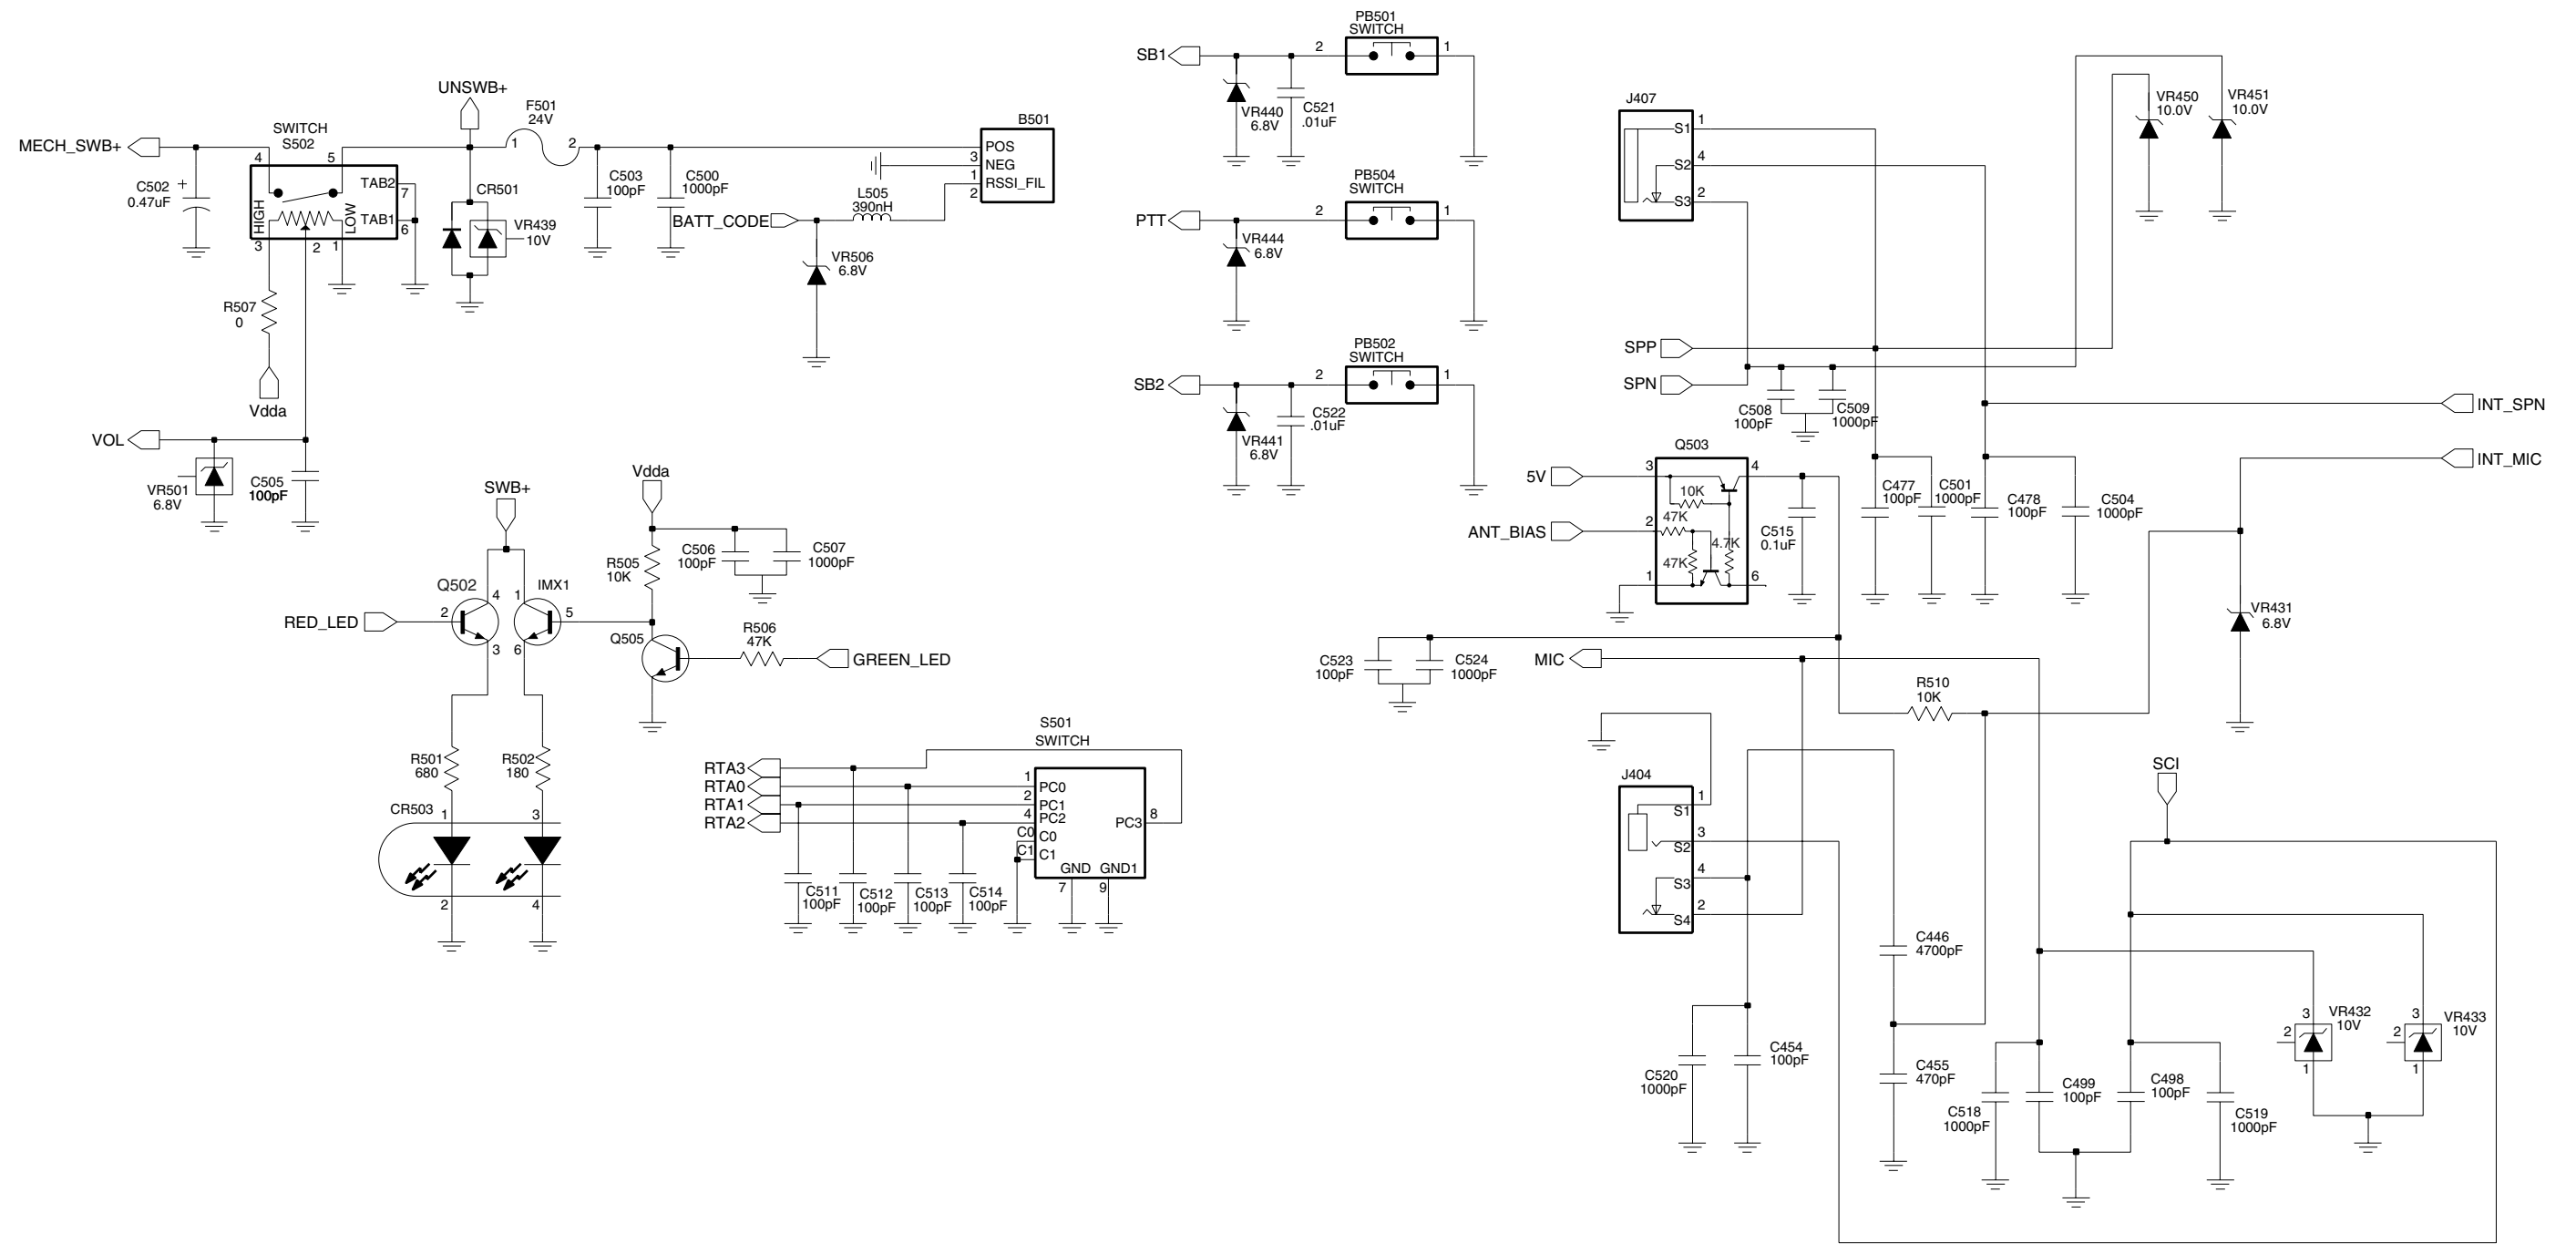 MECH_SWB+
C502
0.47uF
+
SWITCH
S502
4
5
HIGH
LOW
TAB2
7
TAB1
6
3
2
1
R507
0
Vdda
VOL
VR501
6.8V
C505
100pF
UNSWB+
F501
24V
1
2
CR501
VR439
10V
C503
100pF
C500
1000pF
B501
POS
3
NEG
1
RSSI_FIL
2
L505
390nH
BATT_CODE
VR506
6.8V
SWB+
Q502
IMX1
RED_LED
2
4
3
1
5
6
Vdda
R505
10K
C506
100pF
C507
1000pF
Q505
R506
47K
GREEN_LED
R501
680
R502
180
CR503
1
3
2
4
S501
SWITCH
RTA3
RTA0
RTA1
RTA2
1
PC0
2
PC1
4
PC2
C0
C0
C1
C1
PC3
8
GND
GND1
7
9
C511
100pF
C512
100pF
C513
100pF
C514
100pF
SB1
PB501
SWITCH
2
1
VR440
6.8V
C521
.01uF
PTT
PB504
SWITCH
2
1
VR444
6.8V
SB2
PB502
SWITCH
2
1
VR441
6.8V
C522
.01uF
J407
S1
1
S2
4
S3
2
VR450
10.0V
VR451
10.0V
SPP
SPN
C508
100pF
C509
1000pF
INT_SPN
INT_MIC
Q503
5V
3
4
10K
ANT_BIAS
2
47K
4.7K
47K
1
6
C515
0.1uF
C477
100pF
C501
1000pF
C478
100pF
C504
1000pF
VR431
6.8V
C523
100pF
C524
1000pF
MIC
R510
10K
J404
1
S1
3
S2
4
S3
2
S4
SCI
C446
4700pF
C455
470pF
C520
1000pF
C454
100pF
C518
1000pF
C499
100pF
C498
100pF
C519
1000pF
3
VR432
10V
2
1
3
VR433
10V
2
1